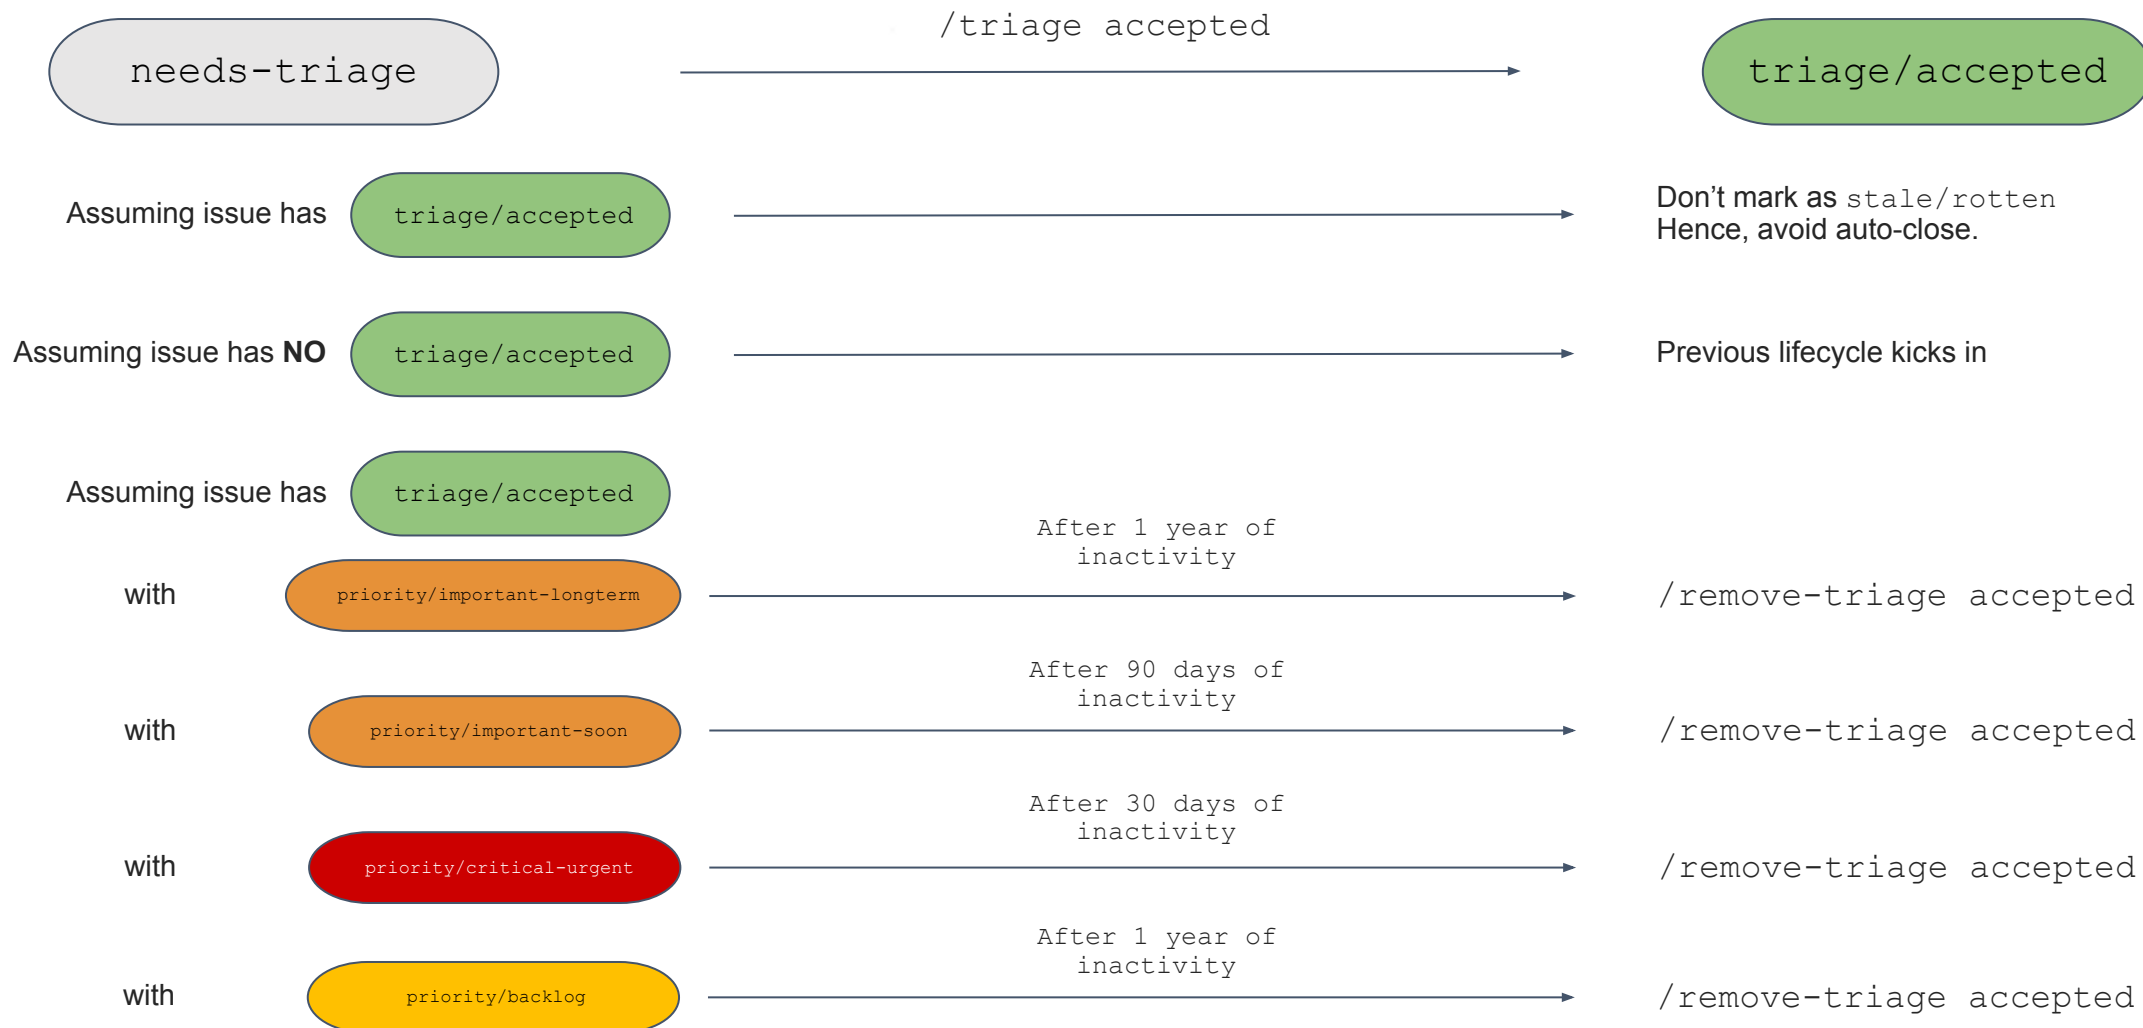 /triage accepted
needs-triage
triage/accepted
Assuming issue has
triage/accepted
Don’t mark as stale/rotten
Hence, avoid auto-close.
Assuming issue has NO
triage/accepted
Previous lifecycle kicks in
Assuming issue has
triage/accepted
After 1 year of
inactivity
with
priority/important-longterm
/remove-triage accepted
After 90 days of
inactivity
with
priority/important-soon
/remove-triage accepted
After 30 days of
inactivity
with
priority/critical-urgent
/remove-triage accepted
After 1 year of
inactivity
with
priority/backlog
/remove-triage accepted